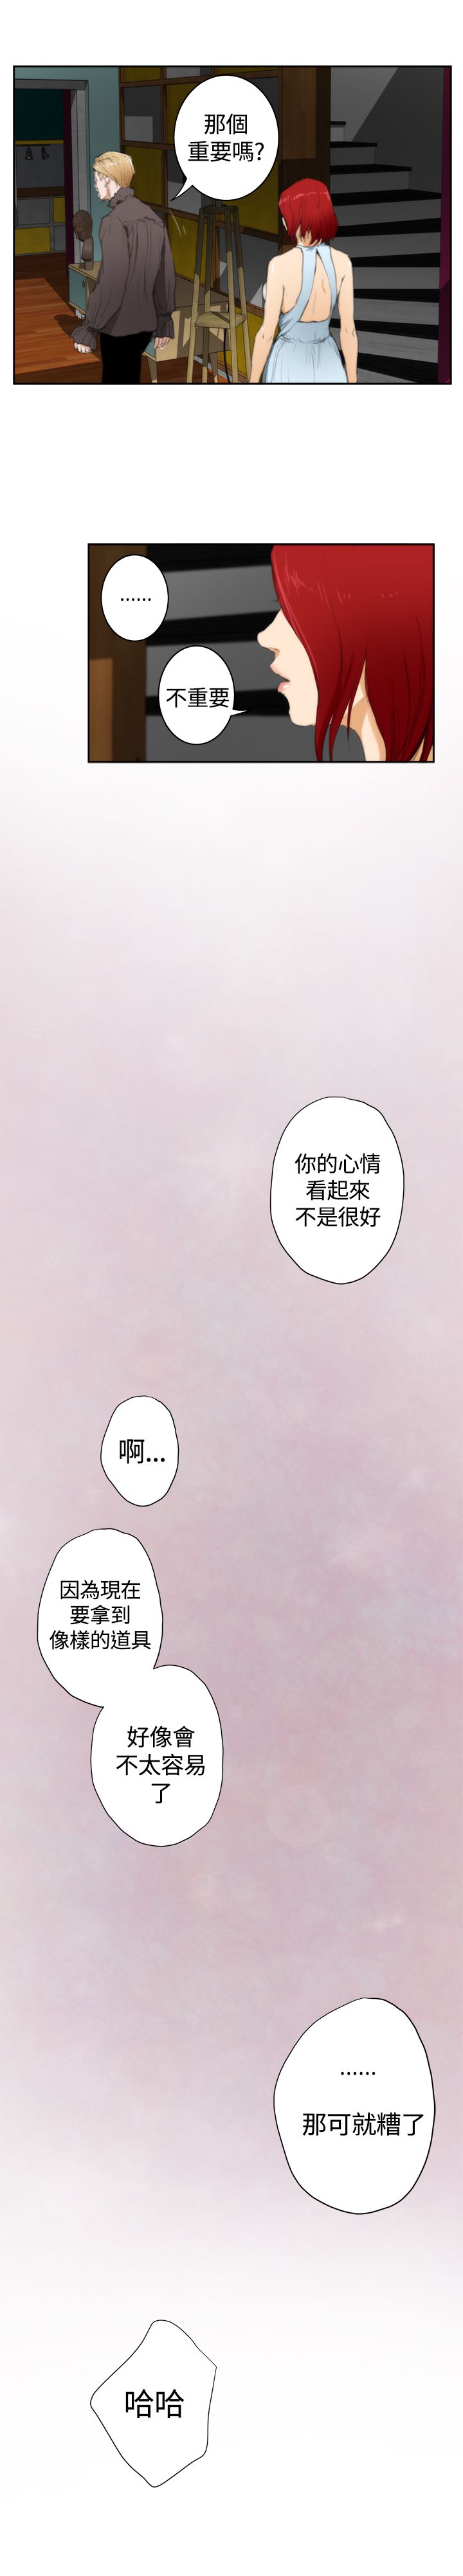 那個
重要嗎?
......
不重要
你的心情
看起來
不是很好
啊...
因為現在
要拿到
像樣的道具
好像會
不太容易
了
......
那可就糟了
哈哈